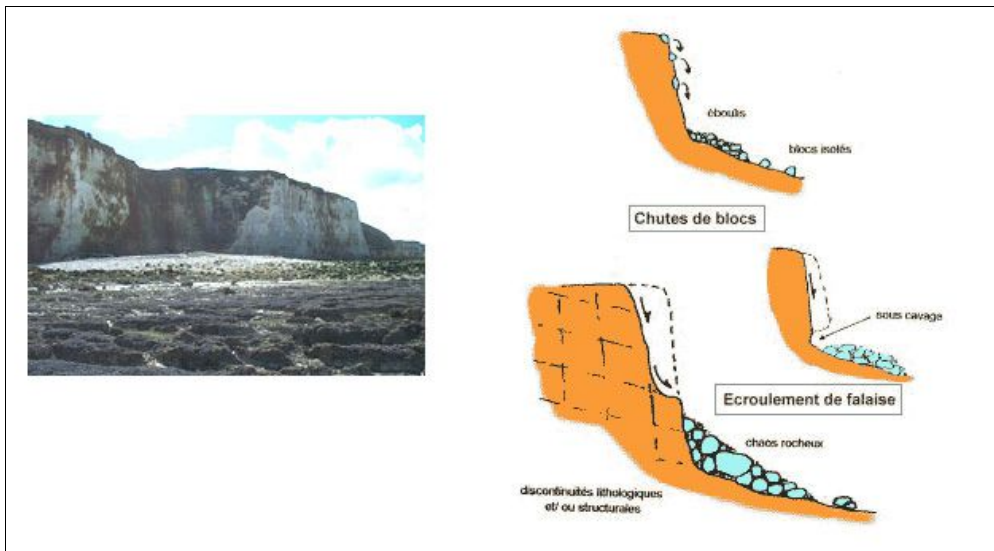 éboulis
blocs isolés
Chutes de blocs
sous cavage
Ecroulement de falaise
chaos rocheux
discontinuités lithologiques
et/ ou structurales